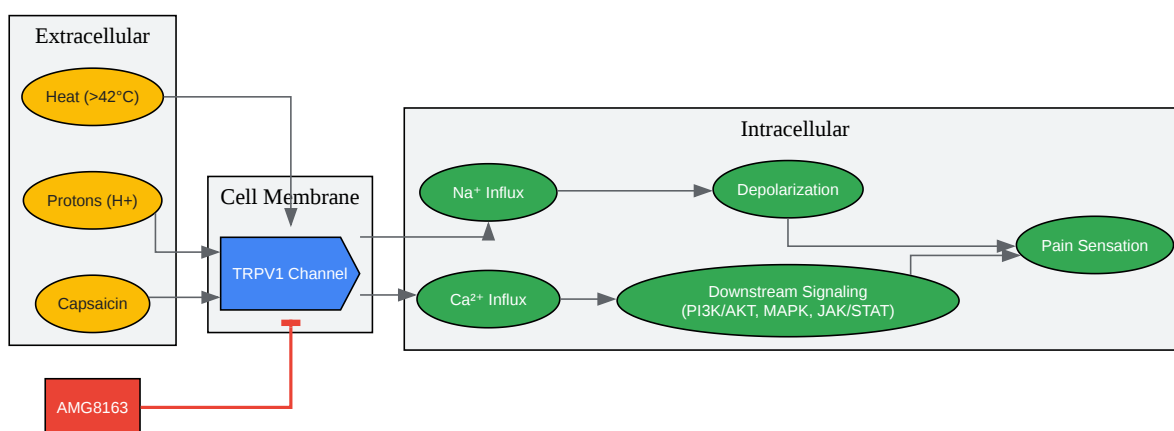 Extracellular
Heat (>42°C)
Protons (H+)
Capsaicin
Cell Membrane
TRPV1 Channel
AMG8163
Intracellular
Na⁺ Influx
Depolarization
Ca²⁺ Influx
Downstream Signaling
(PI3K/AKT, MAPK, JAK/STAT)
Pain Sensation